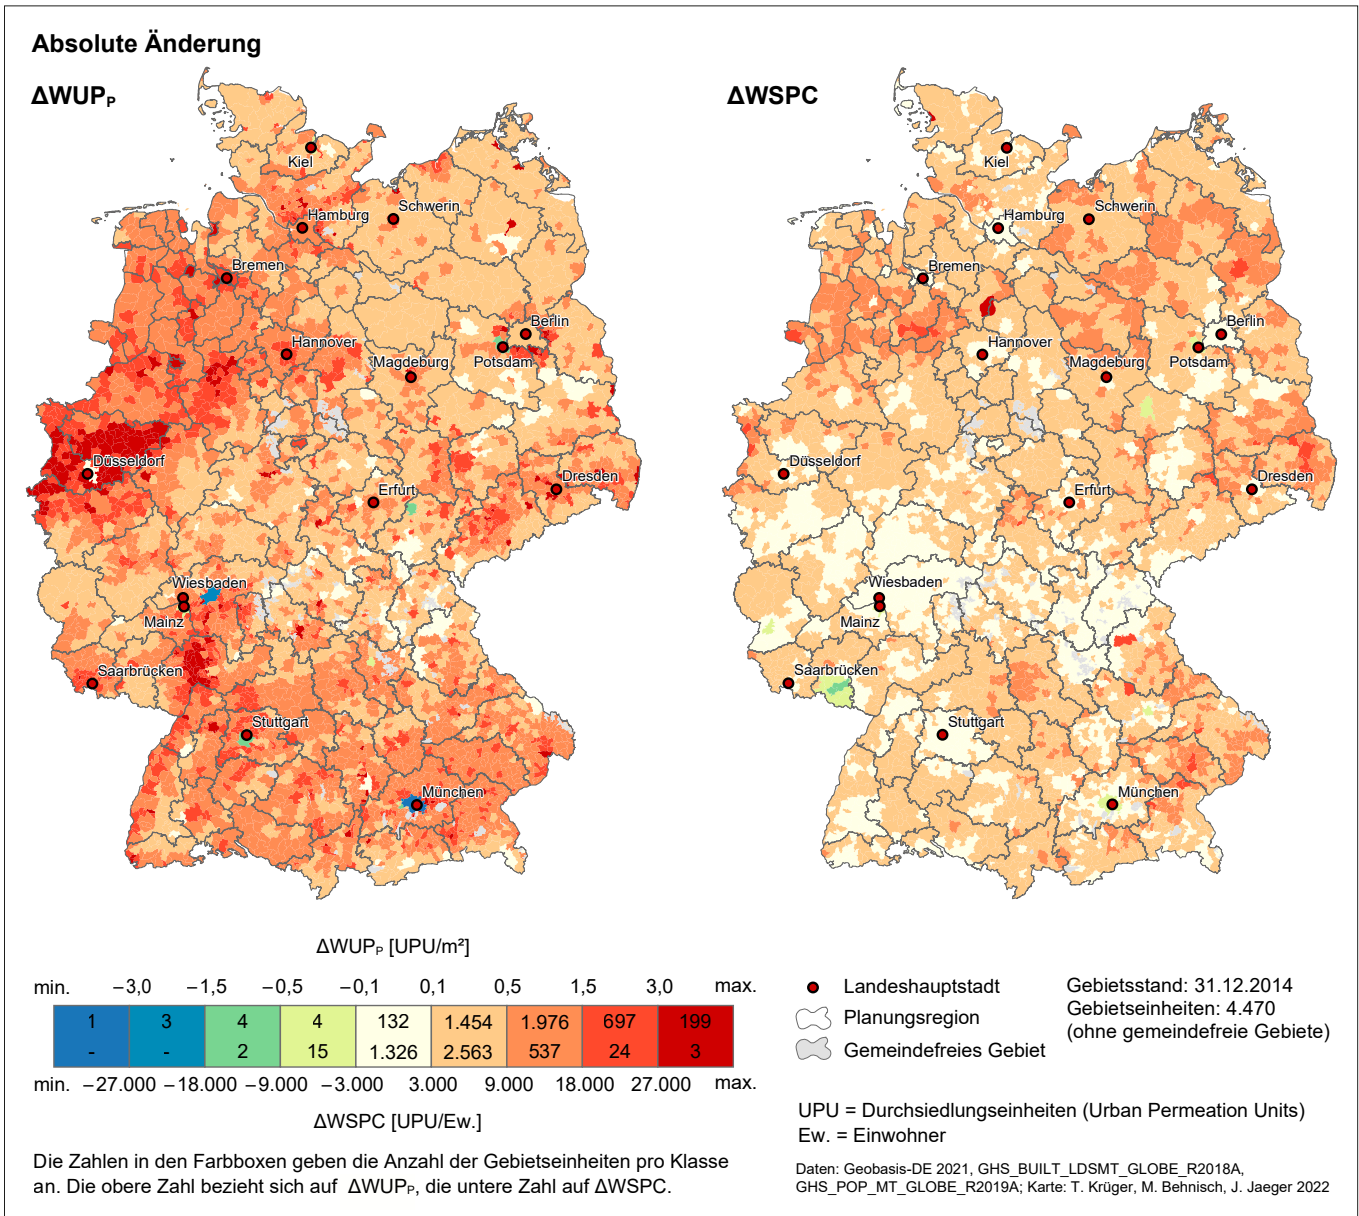 Absolute Änderung
ΔWUPₚ
ΔWSPC
Kiel
Hamburg
Schwerin
Bremen
Berlin
Hannover
Potsdam
Magdeburg
Düsseldorf
Dresden
Erfurt
Wiesbaden
Mainz
Saarbrücken
Stuttgart
München
Kiel
Hamburg
Schwerin
Bremen
Berlin
Hannover
Potsdam
Magdeburg
Düsseldorf
Dresden
Erfurt
Wiesbaden
Mainz
Saarbrücken
Stuttgart
München
ΔWUPₚ [UPU/m²]
min. −3,0 −1,5 −0,5 −0,1 0,1 0,5 1,5 3,0 max.
1 3 4 4 132 1.454 1.976 697 199
- - 2 15 1.326 2.563 537 24 3
min. −27.000 −18.000 −9.000 −3.000 3.000 9.000 18.000 27.000 max.
ΔWSPC [UPU/Ew.]
Die Zahlen in den Farbboxen geben die Anzahl der Gebietseinheiten pro Klasse
an. Die obere Zahl bezieht sich auf ΔWUPₚ, die untere Zahl auf ΔWSPC.
Landeshauptstadt
Planungsregion
Gemeindefreies Gebiet
Gebietsstand: 31.12.2014
Gebietseinheiten: 4.470
(ohne gemeindefreie Gebiete)
UPU = Durchsiedlungseinheiten (Urban Permeation Units)
Ew. = Einwohner
Daten: Geobasis-DE 2021, GHS_BUILT_LDSMT_GLOBE_R2018A,
GHS_POP_MT_GLOBE_R2019A; Karte: T. Krüger, M. Behnisch, J. Jaeger 2022